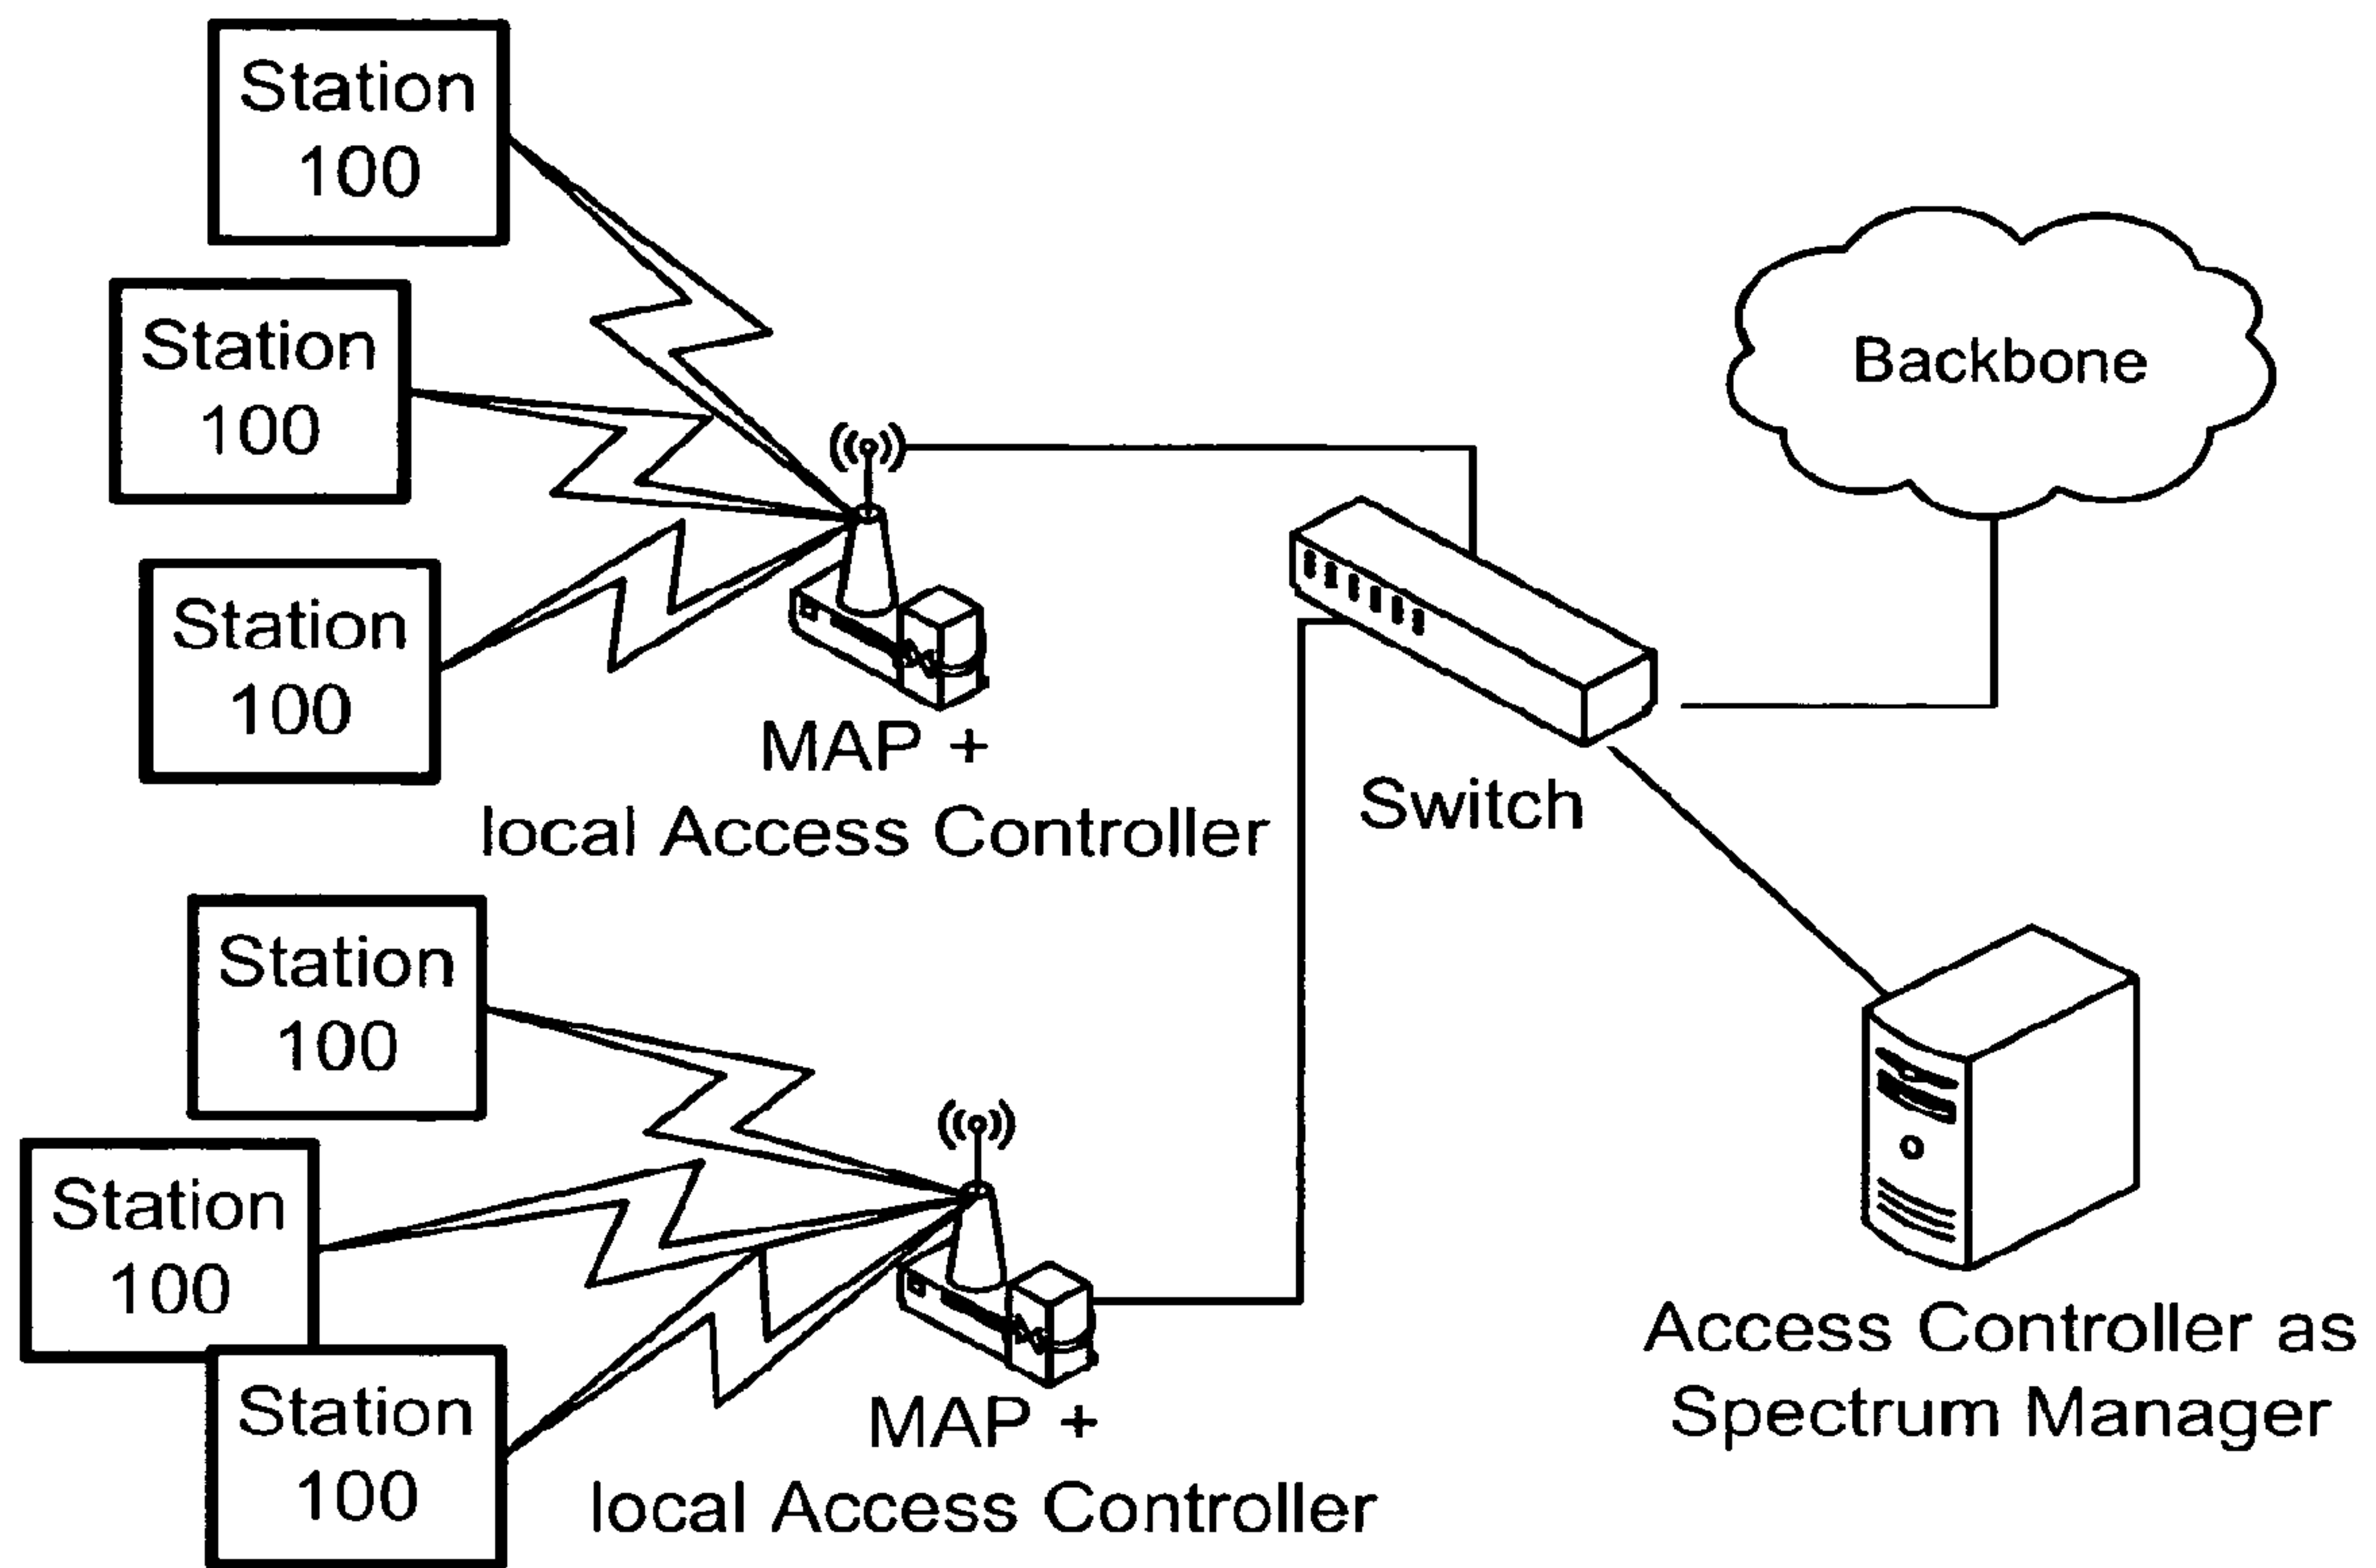 Station
100
Station
100
Station
100
MAP +
local Access Controller
Switch
Backbone
Station
100
Station
100
Station
100
MAP +
local Access Controller
Access Controller as
Spectrum Manager